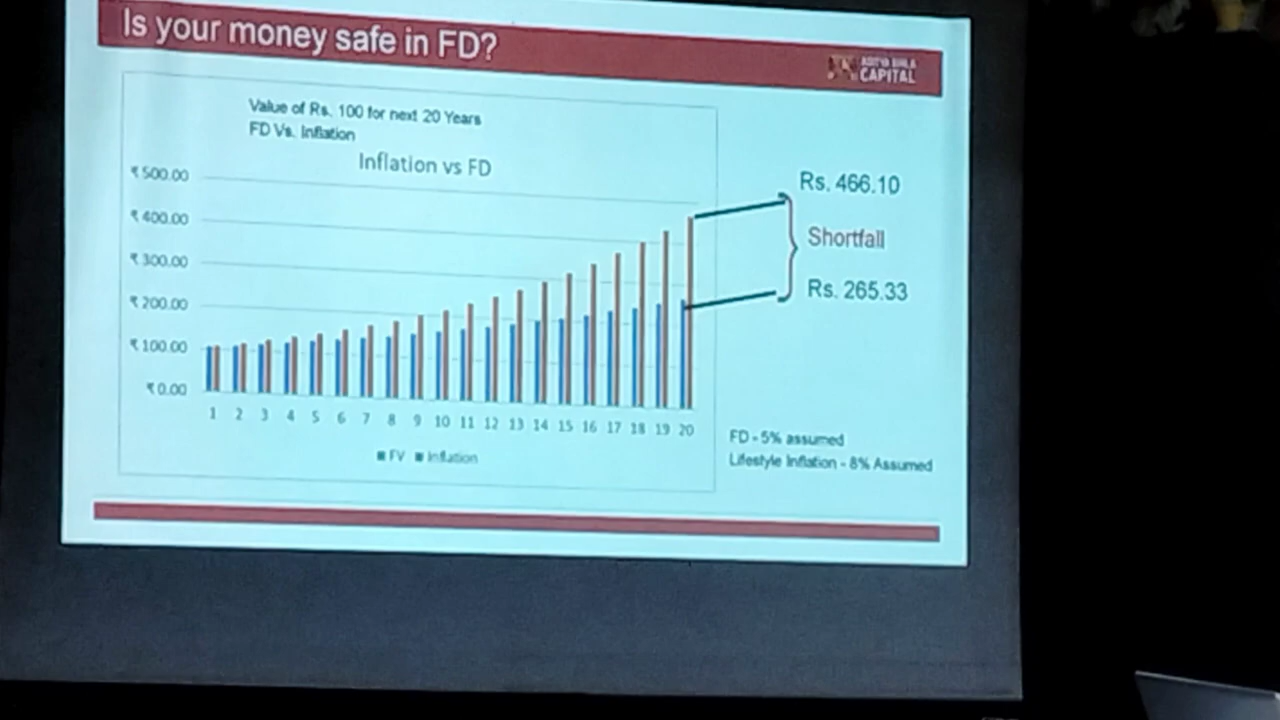 Is your money safe in FD?
ADITYA BIRLA
CAPITAL
Value of Rs. 100 for next 20 Years
FD Vs. Inflation
Inflation vs FD
₹500.00
₹400.00
₹300.00
₹200.00
₹100.00
₹0.00
1 2 3 4 5 6 7 8 9 10 11 12 13 14 15 16 17 18 19 20
FV Inflation
Rs. 466.10
Shortfall
Rs. 265.33
FD - 5% assumed
Lifestyle Inflation - 8% Assumed